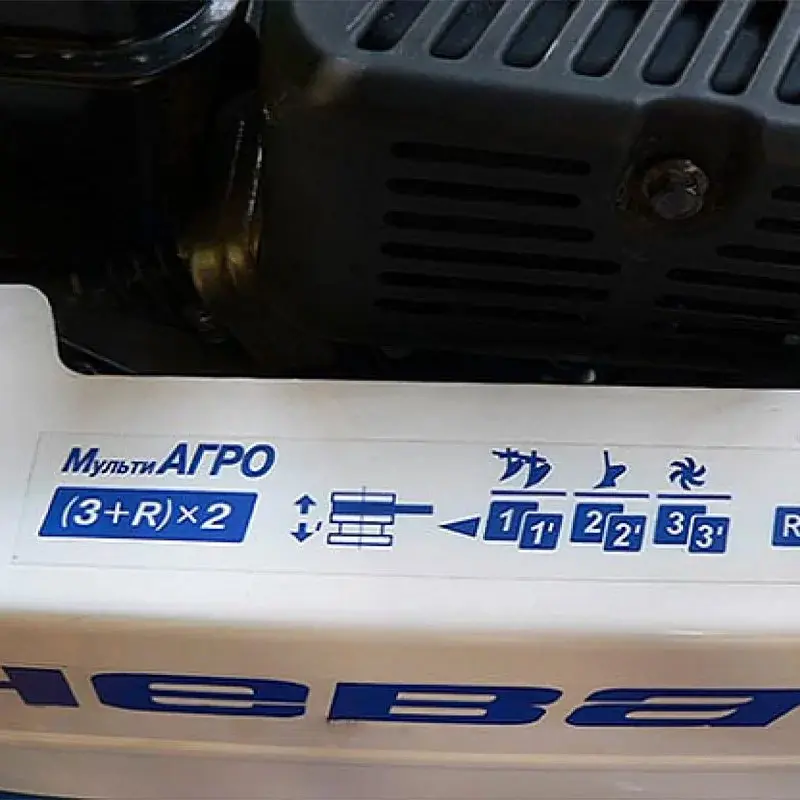 МультиАГРО
(3+R)×2
1 1' 2 2' 3 3' R
Нева